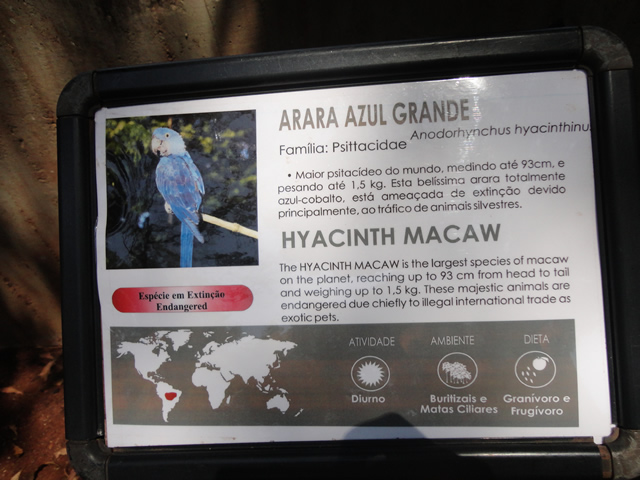 ARARA AZUL GRANDE
Anodorhynchus hyacinthinu
Família: Psittacidae
• Maior psitacídeo do mundo, medindo até 93cm, e
pesando até 1,5 kg. Esta belíssima arara totalmente
azul-cobalto, está ameaçada de extinção devido
principalmente, ao tráfico de animais silvestres.
HYACINTH MACAW
The HYACINTH MACAW is the largest species of macaw
on the planet, reaching up to 93 cm from head to tail
and weighing up to 1,5 kg. These majestic animals are
endangered due chiefly to illegal international trade as
exotic pets.
Espécie em Extinção
Endangered
ATIVIDADE
Diurno
AMBIENTE
Buritizais e
Matas Ciliares
DIETA
Granívoro e
Frugívoro